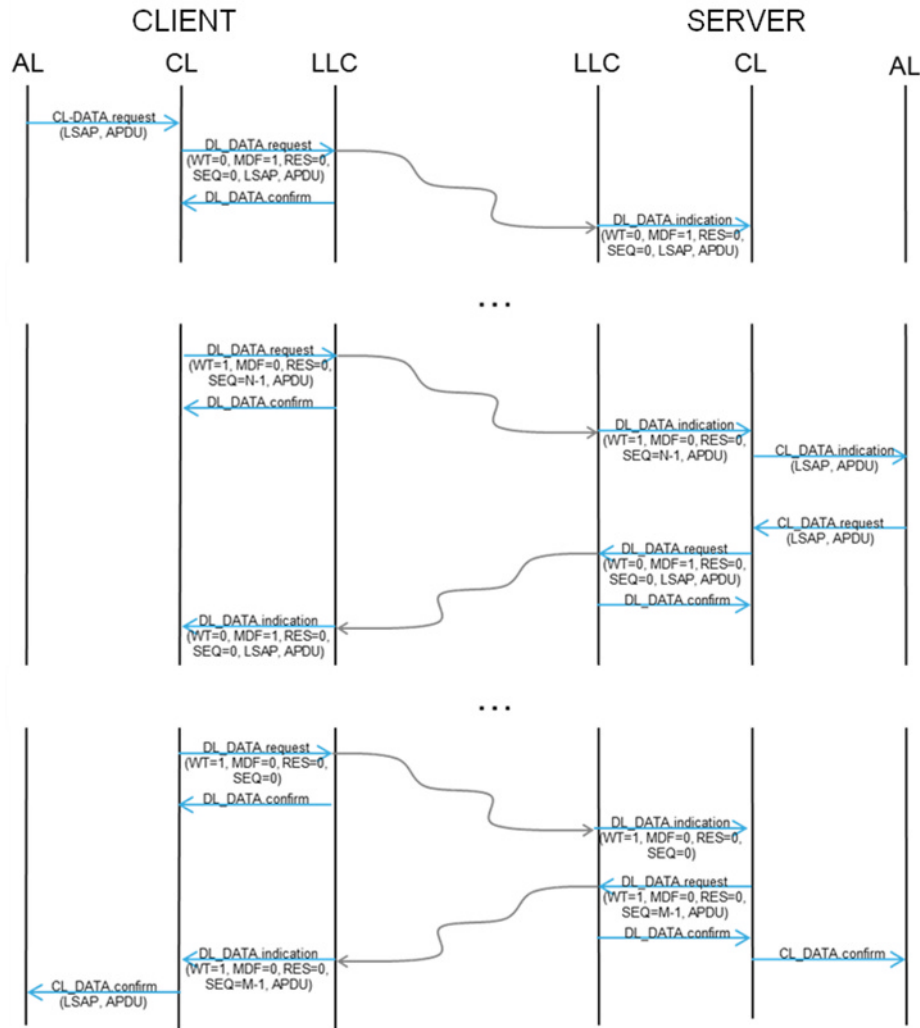 CLIENT
SERVER
AL
CL
LLC
LLC
CL
AL
CL-DATA.request
(LSAP, APDU)
DL_DATA.request
(WT=0, MDF=1, RES=0,
SEQ=0, LSAP, APDU)
DL_DATA.confirm
DL_DATA.indication
(WT=0, MDF=1, RES=0,
SEQ=0, LSAP, APDU)
...
DL_DATA.request
(WT=1, MDF=0, RES=0,
SEQ=N-1, APDU)
DL_DATA.confirm
DL_DATA.indication
(WT=1, MDF=0, RES=0,
SEQ=N-1, APDU)
CL_DATA.indication
(LSAP, APDU)
CL_DATA.request
(LSAP, APDU)
DL_DATA.request
(WT=0, MDF=1, RES=0,
SEQ=0, LSAP, APDU)
DL_DATA.confirm
DL_DATA.indication
(WT=0, MDF=1, RES=0,
SEQ=0, LSAP, APDU)
...
DL_DATA.request
(WT=1, MDF=0, RES=0,
SEQ=0)
DL_DATA.confirm
DL_DATA.indication
(WT=1, MDF=0, RES=0,
SEQ=0)
DL_DATA.request
(WT=1, MDF=0, RES=0,
SEQ=M-1, APDU)
DL_DATA.confirm
DL_DATA.indication
(WT=1, MDF=0, RES=0,
SEQ=M-1, APDU)
CL_DATA.confirm
CL_DATA.confirm
(LSAP, APDU)